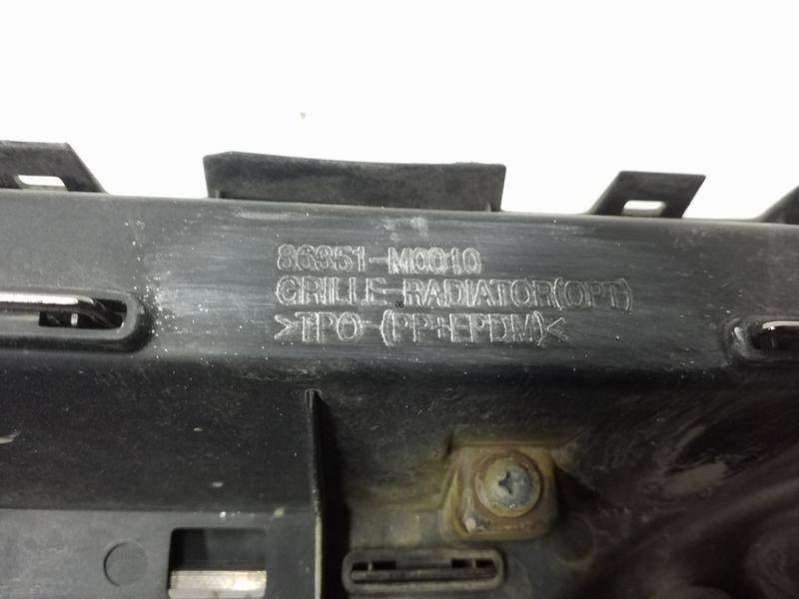 86351-M0010
GRILLE-RADIATOR(OPT)
>TPO-(PP+EPDM)<